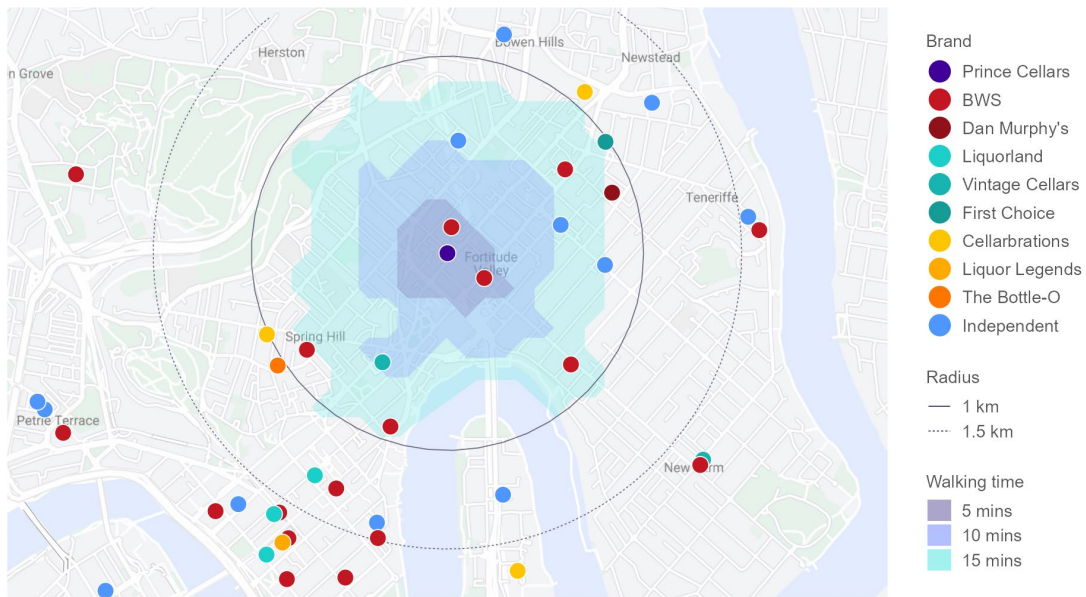 Bowen Hills
Herston
Newstead
n Grove
Teneriffe
Fortitude
Valley
Spring Hill
Petrie Terrace
New Farm
Brand
Prince Cellars
BWS
Dan Murphy's
Liquorland
Vintage Cellars
First Choice
Cellarbrations
Liquor Legends
The Bottle-O
Independent
Radius
1 km
1.5 km
Walking time
5 mins
10 mins
15 mins